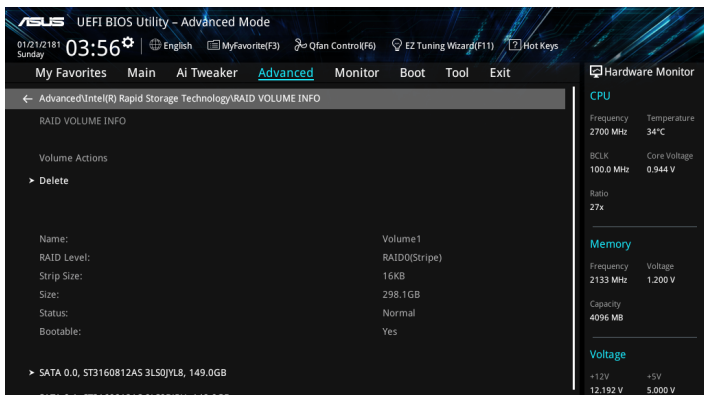 ASUS UEFI BIOS Utility – Advanced Mode
01/21/2181 Sunday 03:56 English MyFavorite(F3) Qfan Control(F6) EZ Tuning Wizard(F11) ? Hot Keys
My Favorites Main Ai Tweaker Advanced Monitor Boot Tool Exit
← Advanced\Intel(R) Rapid Storage Technology\RAID VOLUME INFO
RAID VOLUME INFO
Volume Actions
> Delete
Name: Volume1
RAID Level: RAID0(Stripe)
Strip Size: 16KB
Size: 298.1GB
Status: Normal
Bootable: Yes
> SATA 0.0, ST3160812AS 3LS0JYL8, 149.0GB
Hardware Monitor
CPU
Frequency Temperature
2700 MHz 34°C
BCLK Core Voltage
100.0 MHz 0.944 V
Ratio
27x
Memory
Frequency Voltage
2133 MHz 1.200 V
Capacity
4096 MB
Voltage
+12V +5V
12.192 V 5.000 V